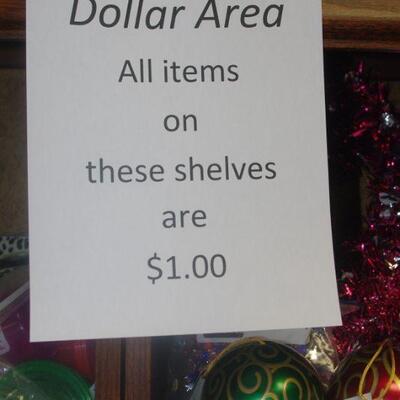 Dollar Area
All items
on
these shelves
are
$1.00